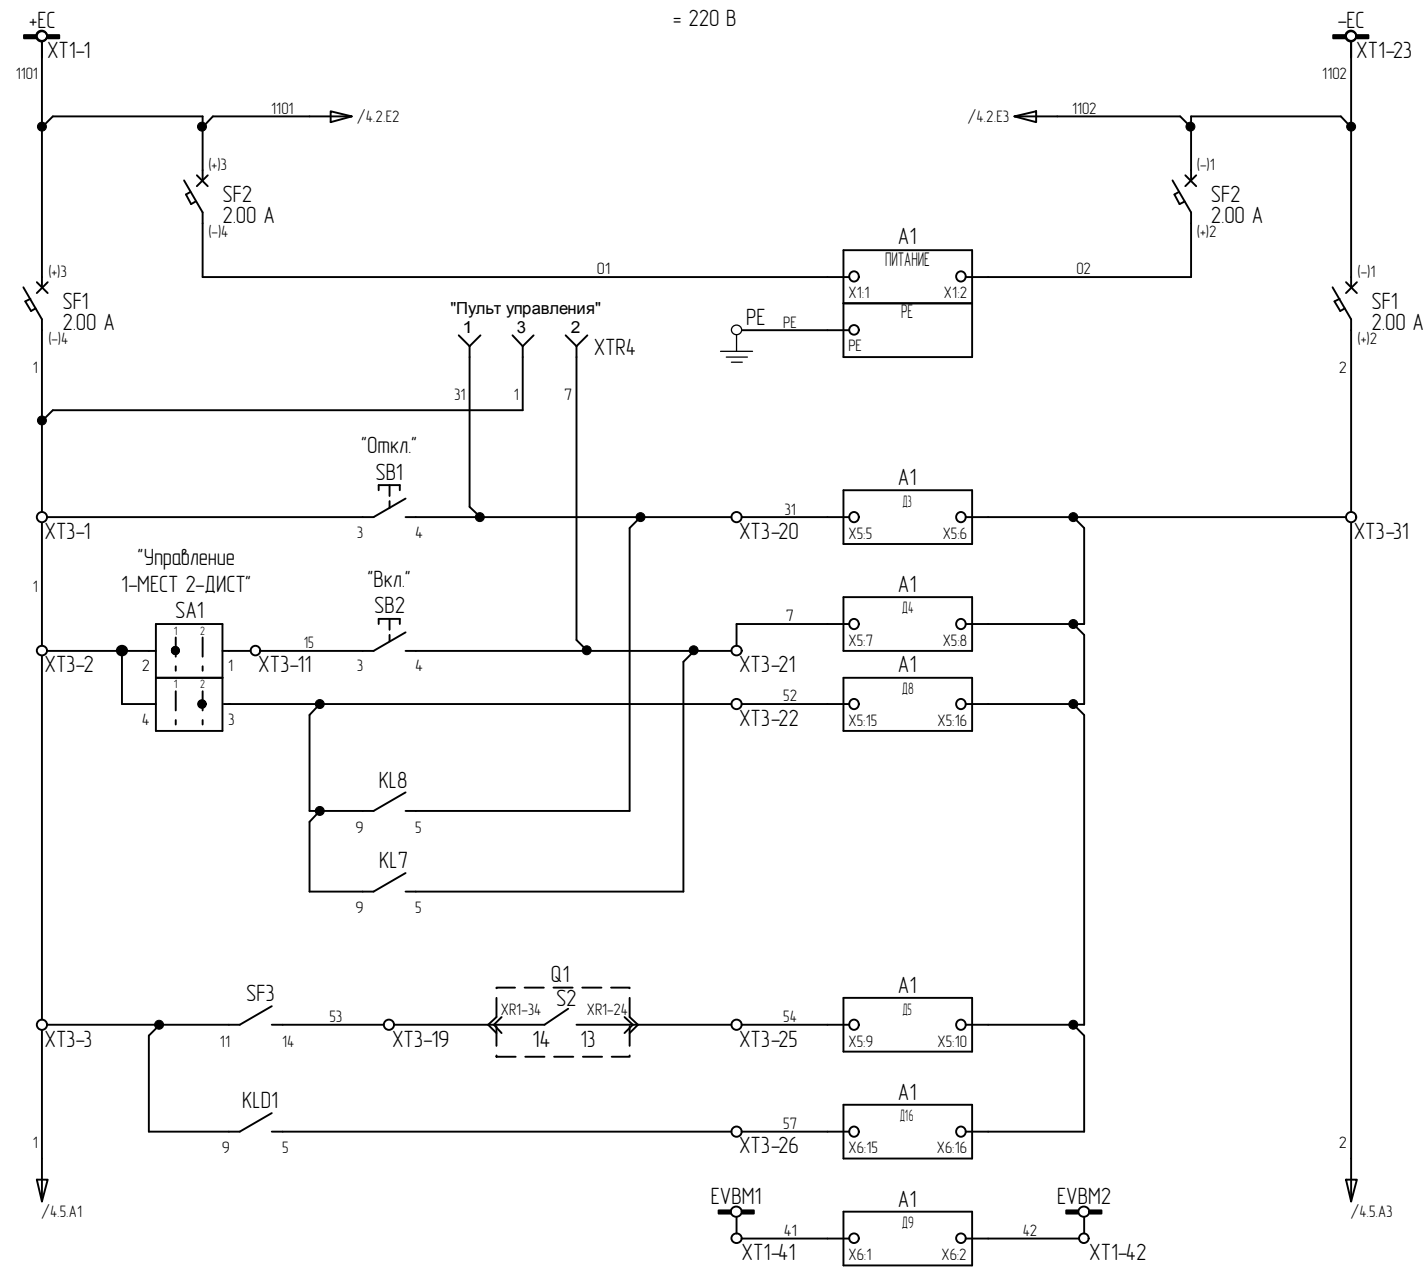 +EC
= 220 В
-EC
XT1-1
XT1-23
1101
1102
1101
/4.2.E2
/4.2.E3
1102
(+)3
(-)1
SF2
2.00 А
SF2
2.00 А
(-)4
(+)2
A1
ПИТАНИЕ
01
02
X1:1
X1:2
(+)3
(-)1
SF1
2.00 А
SF1
2.00 А
"Пульт управления"
1
3
2
XTR4
PE
PE
PE
PE
(-)4
(+)2
1
2
31
1
7
"Откл."
SB1
A1
Д3
31
3
4
X5:5
X5:6
XT3-1
XT3-20
XT3-31
"Управление
1-МЕСТ 2-ДИСТ"
SA1
"Вкл."
SB2
A1
Д4
1
7
1
2
15
2
1
3
4
X5:7
X5:8
XT3-2
XT3-11
XT3-21
A1
Д8
1
2
52
4
3
X5:15
X5:16
XT3-22
KL8
9
5
KL7
9
5
Q1
SF3
S2
XR1-34
XR1-24
A1
Д5
53
54
11
14
14
13
X5:9
X5:10
XT3-3
XT3-19
XT3-25
KLD1
A1
Д16
57
9
5
X6:15
X6:16
XT3-26
1
2
/4.5.A1
/4.5.A3
EVBM1
A1
EVBM2
Д9
41
42
X6:1
X6:2
XT1-41
XT1-42